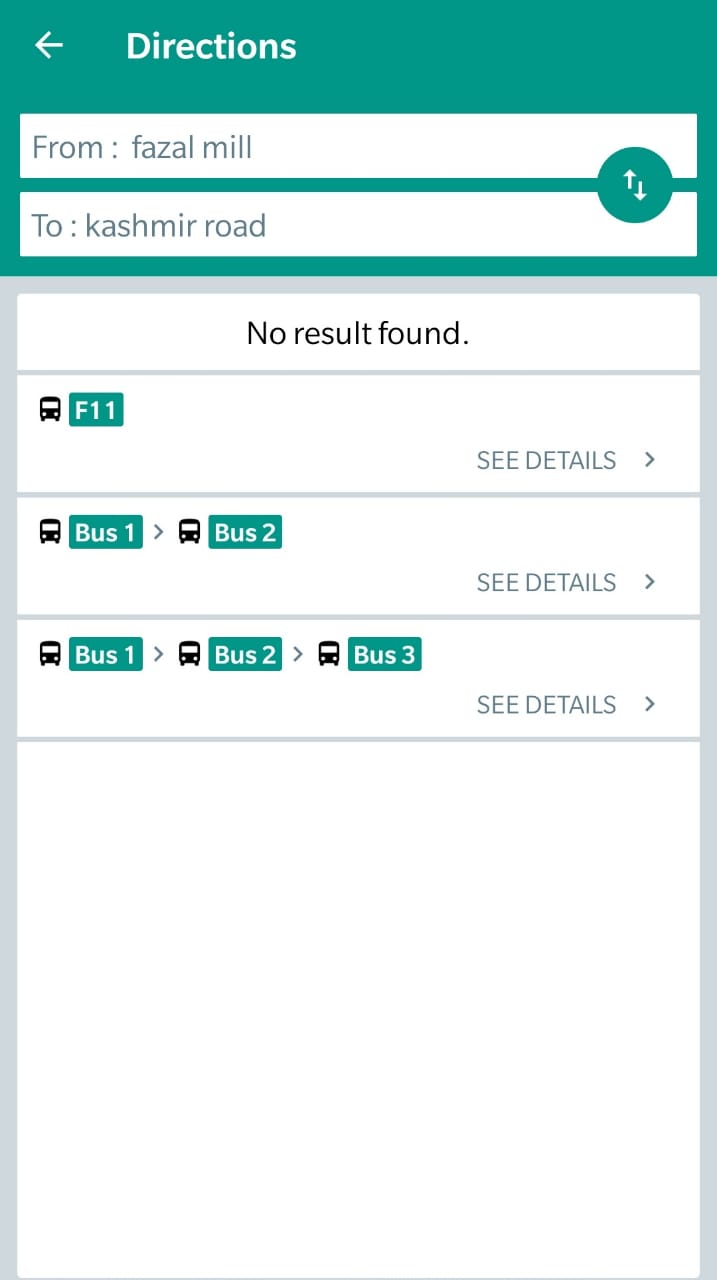 Directions
From : fazal mill
To : kashmir road
No result found.
F11
SEE DETAILS
Bus 1 > Bus 2
SEE DETAILS
Bus 1 > Bus 2 > Bus 3
SEE DETAILS